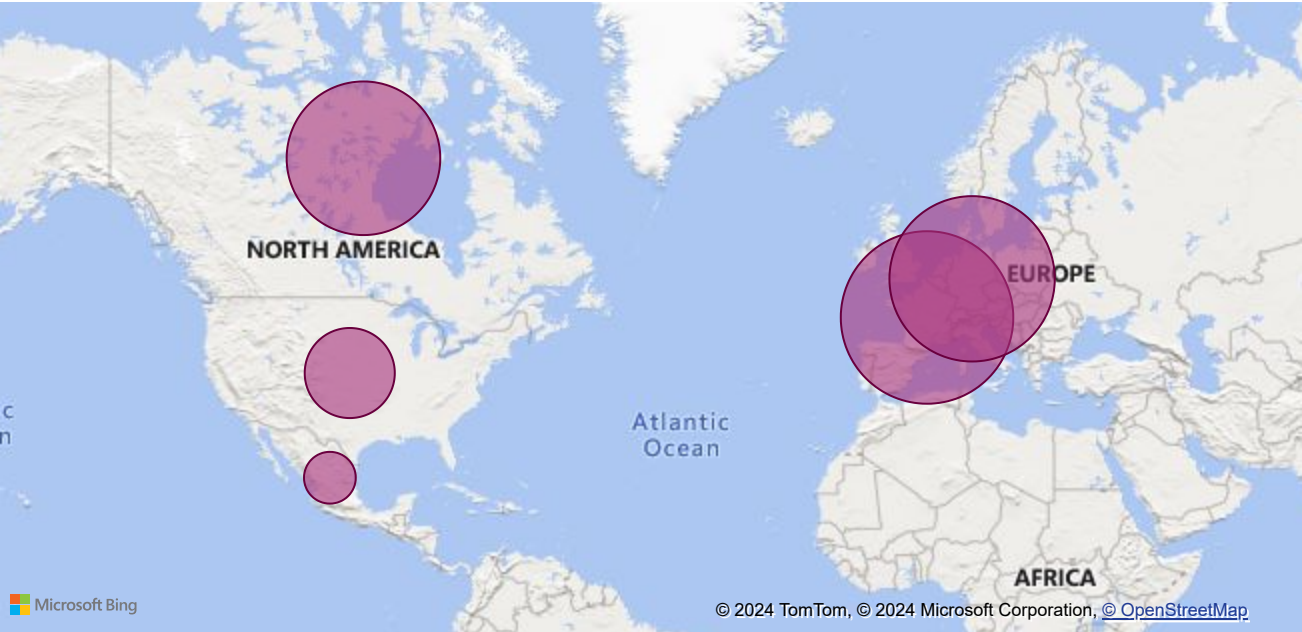 NORTH AMERICA
EUROPE
c
n
Atlantic
Ocean
AFRICA
Microsoft Bing
© 2024 TomTom, © 2024 Microsoft Corporation, © OpenStreetMap